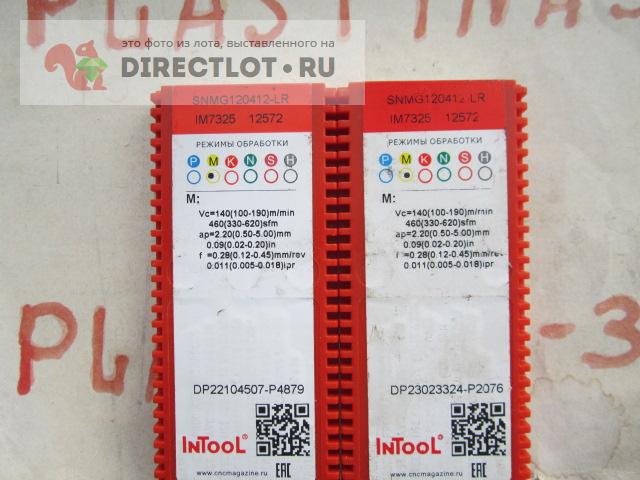 PLASTINA
это фото из лота, выставленного на
DIRECTLOT.RU
SNMG120412-LR
IM7325 12572
РЕЖИМЫ ОБРАБОТКИ
P M K N S H
M:
Vc=140(100-190)m/min
460(330-620)sfm
ap=2.20(0.50-5.00)mm
0.09(0.02-0.20)in
f =0.28(0.12-0.45)mm/rev
0.011(0.005-0.018)ipr
DP22104507-P4879
INTOOL®
www.cncmagazine.ru
EAC
SNMG120412-LR
IM7325 12572
РЕЖИМЫ ОБРАБОТКИ
P M K N S H
M:
Vc=140(100-190)m/min
460(330-620)sfm
ap=2.20(0.50-5.00)mm
0.09(0.02-0.20)in
f =0.28(0.12-0.45)mm/rev
0.011(0.005-0.018)ipr
DP23023324-P2076
INTOOL®
www.cncmagazine.ru
EAC